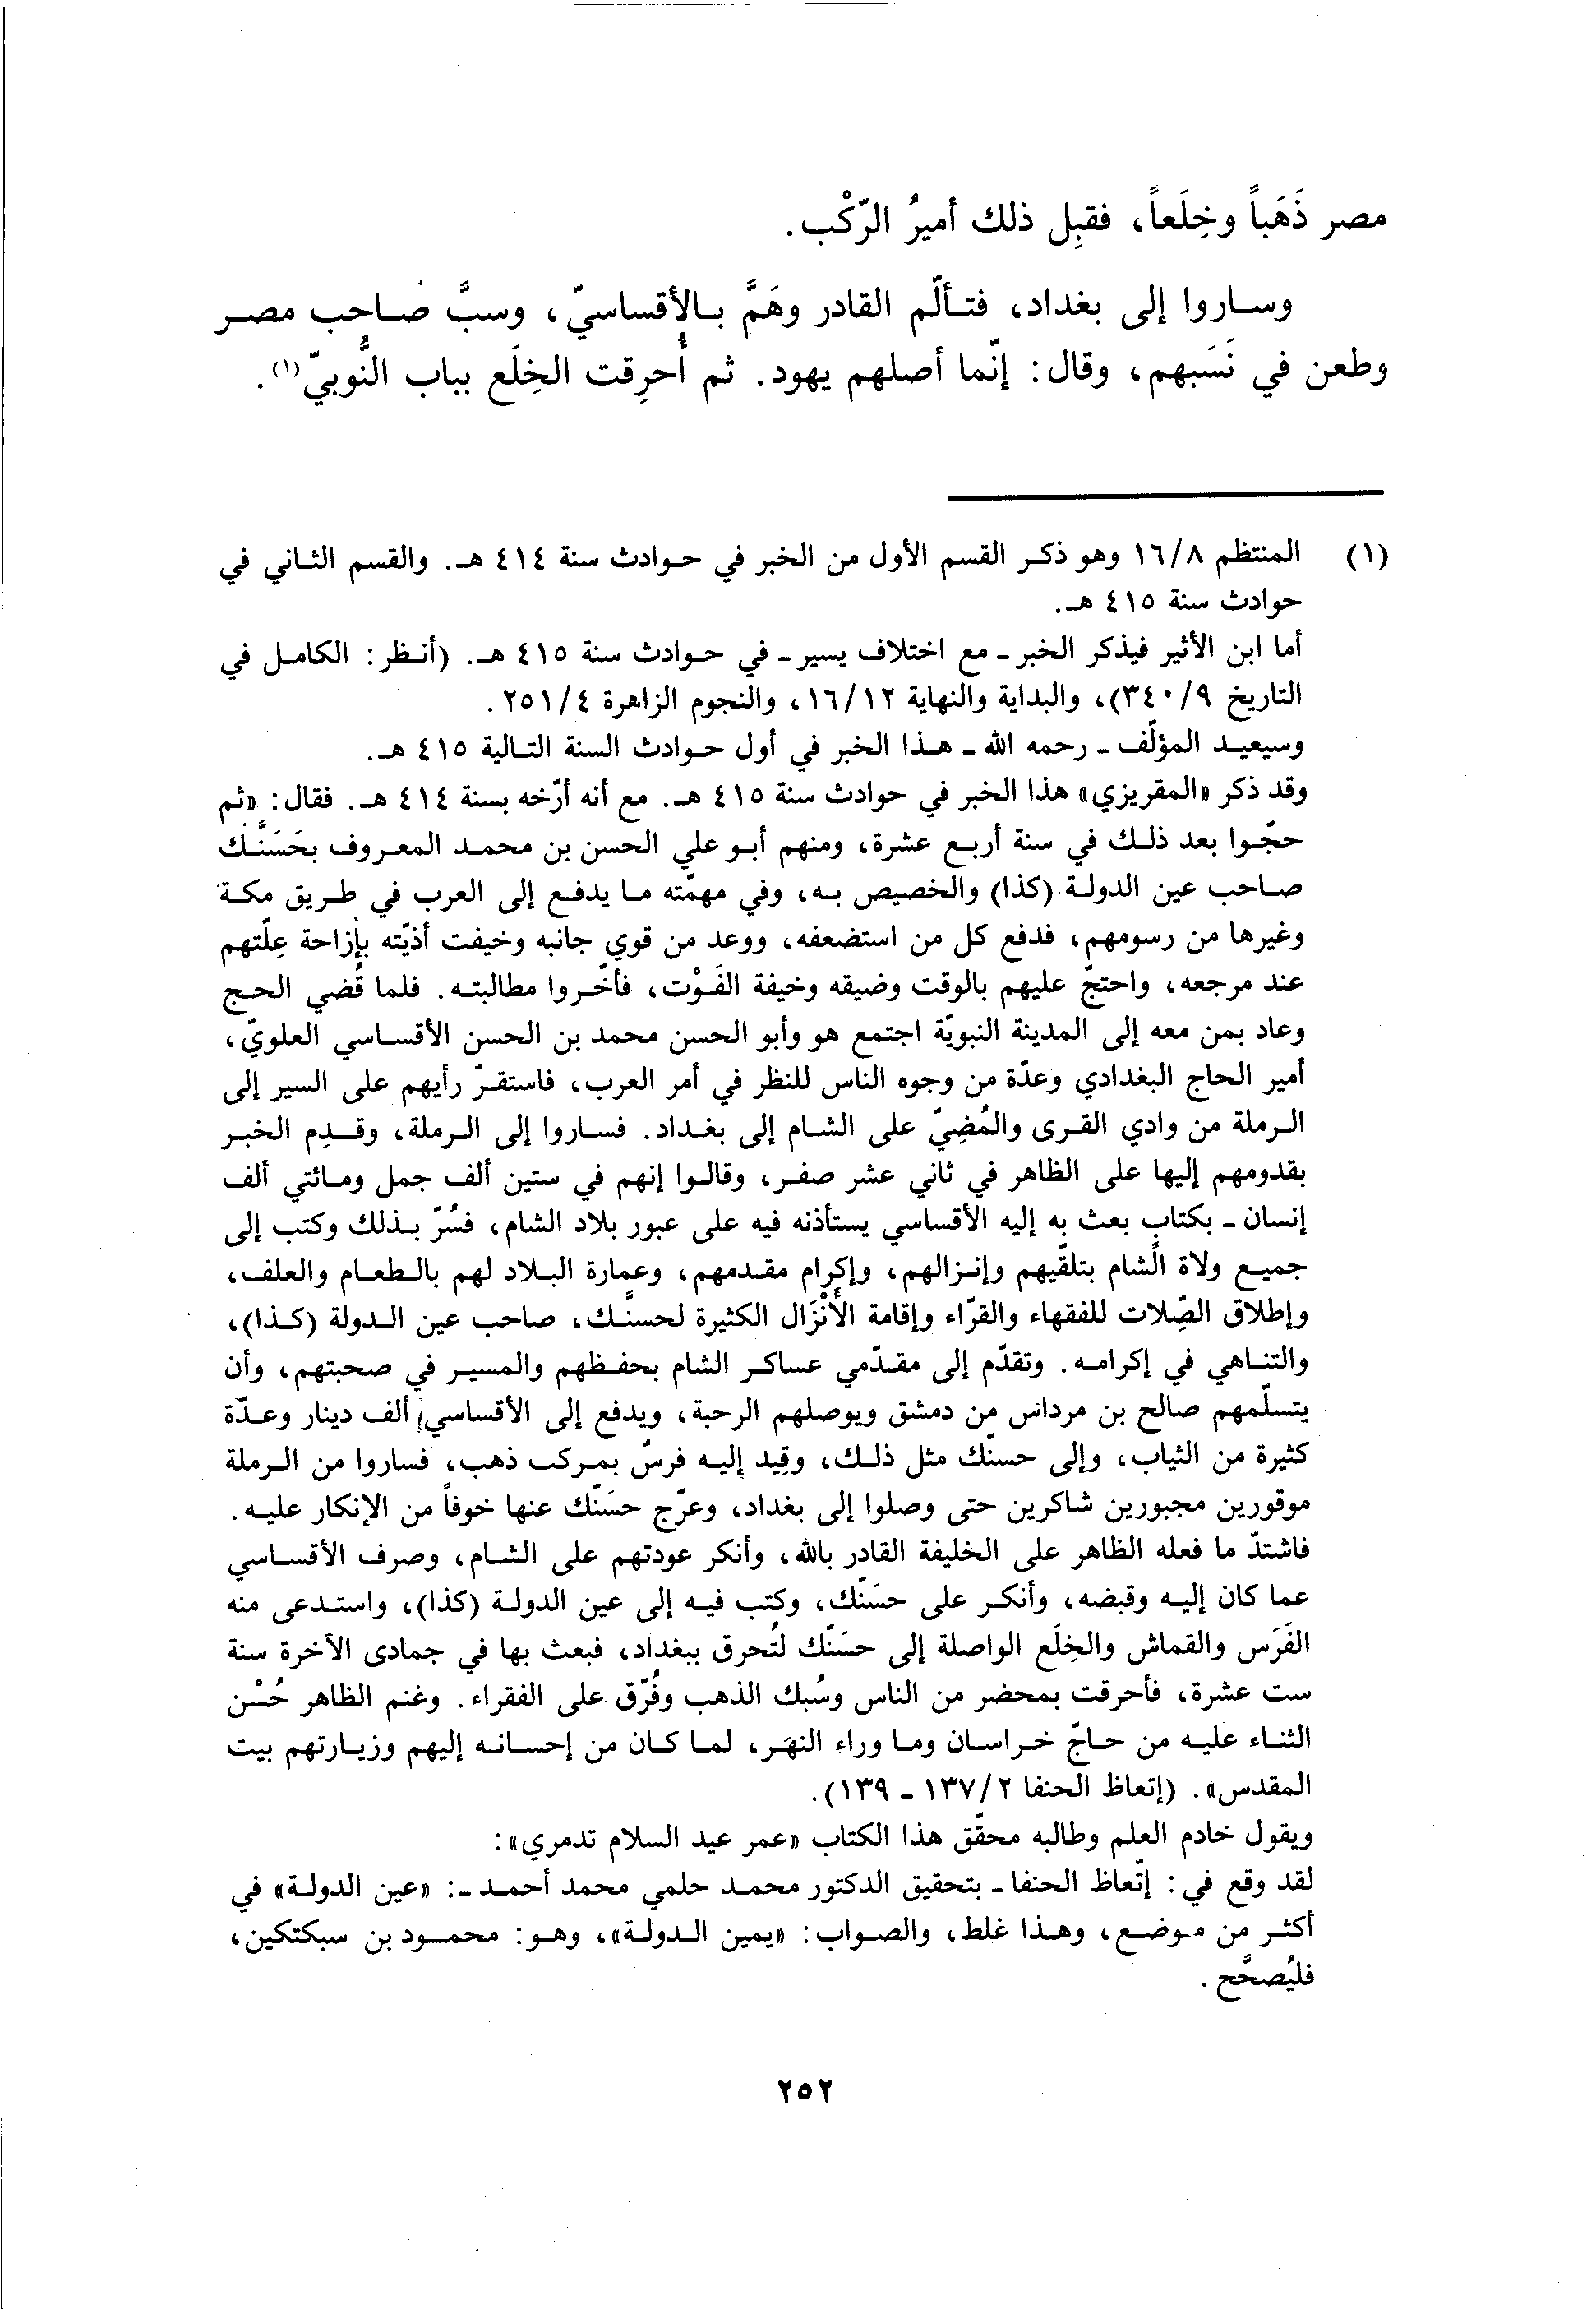 مصر ذَهَباً وخِلَعاً، فقبِل ذلك أميرُ الرّكْب.
وساروا إلى بغداد، فتألّم القادر وهَمَّ بالأقساسيّ، وسبَّ صاحب مصر
وطعن في نَسَبهم، وقال: إنّما أصلهم يهود. ثم أُحرِقت الخِلَع بباب النُّوبيّ(١).
(١) المنتظم ١٦/٨ وهو ذكر القسم الأول من الخبر في حوادث سنة ٤١٤ هـ. والقسم الثاني في
حوادث سنة ٤١٥ هـ.
أما ابن الأثير فيذكر الخبر - مع اختلاف يسير - في حوادث سنة ٤١٥ هـ. (أنظر: الكامل في
التاريخ ٣٤٠/٩)، والبداية والنهاية ١٦/١٢، والنجوم الزاهرة ٢٥١/٤.
وسيعيد المؤلّف - رحمه الله - هذا الخبر في أول حوادث السنة التالية ٤١٥ هـ.
وقد ذكر «المقريزي» هذا الخبر في حوادث سنة ٤١٥ هـ. مع أنه أرّخه بسنة ٤١٤ هـ. فقال: «ثم
حجّوا بعد ذلك في سنة أربع عشرة، ومنهم أبو علي الحسن بن محمد المعروف بحَسَنَّك
صاحب عين الدولة (كذا) والخصيص به، وفي مهمّته ما يدفع إلى العرب في طريق مكة
وغيرها من رسومهم، فدفع كل من استضعفه، ووعد من قوي جانبه وخيفت أذيّته بإزاحة عِلّتهم
عند مرجعه، واحتجّ عليهم بالوقت وضيقه وخيفة الفَوْت، فأخّروا مطالبته. فلما قُضي الحج
وعاد بمن معه إلى المدينة النبويّة اجتمع هو وأبو الحسن محمد بن الحسن الأقساسي العلويّ،
أمير الحاج البغدادي وعدّة من وجوه الناس للنظر في أمر العرب، فاستقرّ رأيهم على السير إلى
الرملة من وادي القرى والمُضِيّ على الشام إلى بغداد. فساروا إلى الرملة، وقدِم الخبر
بقدومهم إليها على الظاهر في ثاني عشر صفر، وقالوا إنهم في ستين ألف جمل ومائتي ألف
إنسان - بكتابٍ بعث به إليه الأقساسي يستأذنه فيه على عبور بلاد الشام، فسُرّ بذلك وكتب إلى
جميع ولاة الشام بتلقّيهم وإنزالهم، وإكرام مقدمهم، وعمارة البلاد لهم بالطعام والعلف،
وإطلاق الصِّلات للفقهاء والقرّاء وإقامة الأنْزَال الكثيرة لحسنّك، صاحب عين الدولة (كذا)،
والتناهي في إكرامه. وتقدّم إلى مقدّمي عساكر الشام بحفظهم والمسير في صحبتهم، وأن
يتسلّمهم صالح بن مرداس من دمشق ويوصلهم الرحبة، ويدفع إلى الأقساسي ألف دينار وعدّة
كثيرة من الثياب، وإلى حسنّك مثل ذلك، وقِيد إليه فرسٌ بمركب ذهب، فساروا من الرملة
موقورين مجبورين شاكرين حتى وصلوا إلى بغداد، وعرّج حسَنّك عنها خوفاً من الإنكار عليه.
فاشتدّ ما فعله الظاهر على الخليفة القادر بالله، وأنكر عودتهم على الشام، وصرف الأقساسي
عما كان إليه وقبضه، وأنكر على حسَنّك، وكتب فيه إلى عين الدولة (كذا)، واستدعى منه
الفَرَس والقماش والخِلَع الواصلة إلى حسَنّك لتُحرق ببغداد، فبعث بها في جمادى الآخرة سنة
ست عشرة، فأحرقت بمحضر من الناس وسُبك الذهب وفُرّق على الفقراء. وغنم الظاهر حُسْن
الثناء عليه من حاجّ خراسان وما وراء النهَر، لما كان من إحسانه إليهم وزيارتهم بيت
المقدس». (إتعاظ الحنفا ١٣٧/٢ - ١٣٩).
ويقول خادم العلم وطالبه محقّق هذا الكتاب «عمر عيد السلام تدمري»:
لقد وقع في: إتّعاظ الحنفا - بتحقيق الدكتور محمد حلمي محمد أحمد -: «عين الدولة» في
أكثر من موضع، وهذا غلط، والصواب: «يمين الدولة»، وهو: محمود بن سبكتكين،
فليُصحَّح.
٢٥٢